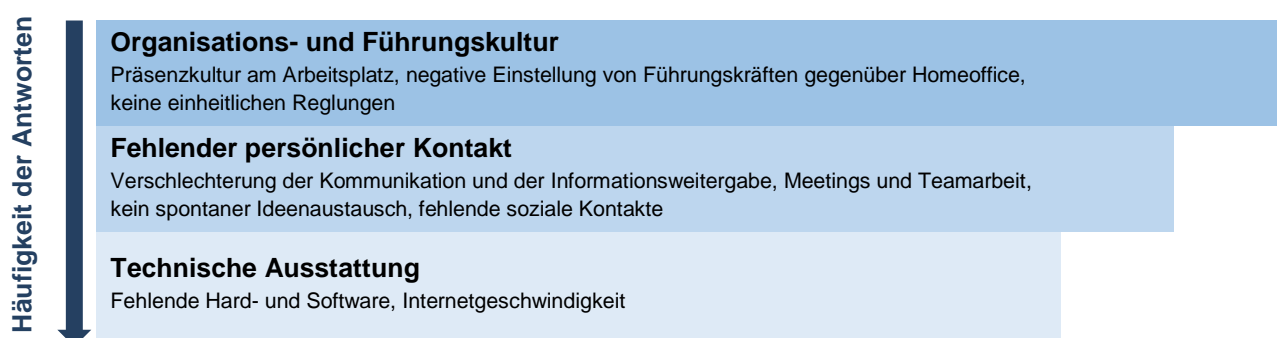 Häufigkeit der Antworten
Organisations- und Führungskultur
Präsenzkultur am Arbeitsplatz, negative Einstellung von Führungskräften gegenüber Homeoffice,
keine einheitlichen Reglungen
Fehlender persönlicher Kontakt
Verschlechterung der Kommunikation und der Informationsweitergabe, Meetings und Teamarbeit,
kein spontaner Ideenaustausch, fehlende soziale Kontakte
Technische Ausstattung
Fehlende Hard- und Software, Internetgeschwindigkeit